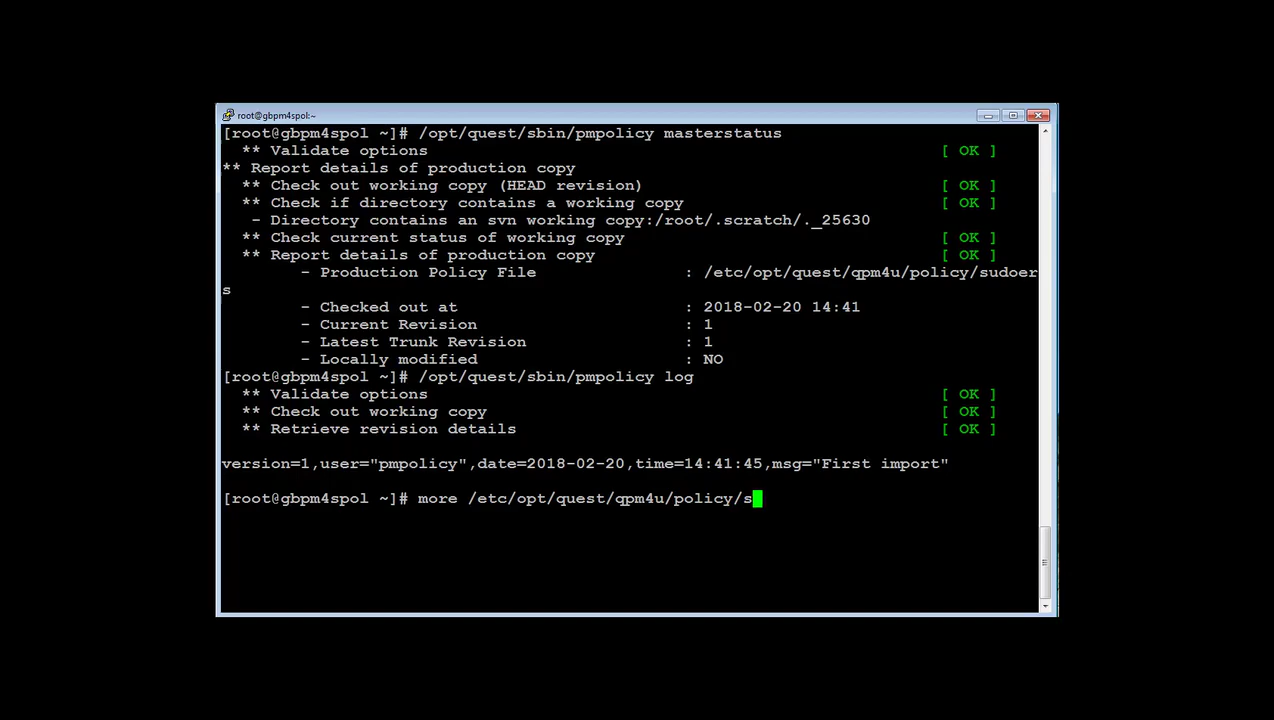 root@gbpm4spol:~
[root@gbpm4spol ~]# /opt/quest/sbin/pmpolicy masterstatus
** Validate options [ OK ]
** Report details of production copy
** Check out working copy (HEAD revision) [ OK ]
** Check if directory contains a working copy [ OK ]
- Directory contains an svn working copy:/root/.scratch/._25630
** Check current status of working copy [ OK ]
** Report details of production copy [ OK ]
- Production Policy File : /etc/opt/quest/qpm4u/policy/sudoer
s
- Checked out at : 2018-02-20 14:41
- Current Revision : 1
- Latest Trunk Revision : 1
- Locally modified : NO
[root@gbpm4spol ~]# /opt/quest/sbin/pmpolicy log
** Validate options [ OK ]
** Check out working copy [ OK ]
** Retrieve revision details [ OK ]
version=1,user="pmpolicy",date=2018-02-20,time=14:41:45,msg="First import"
[root@gbpm4spol ~]# more /etc/opt/quest/qpm4u/policy/s